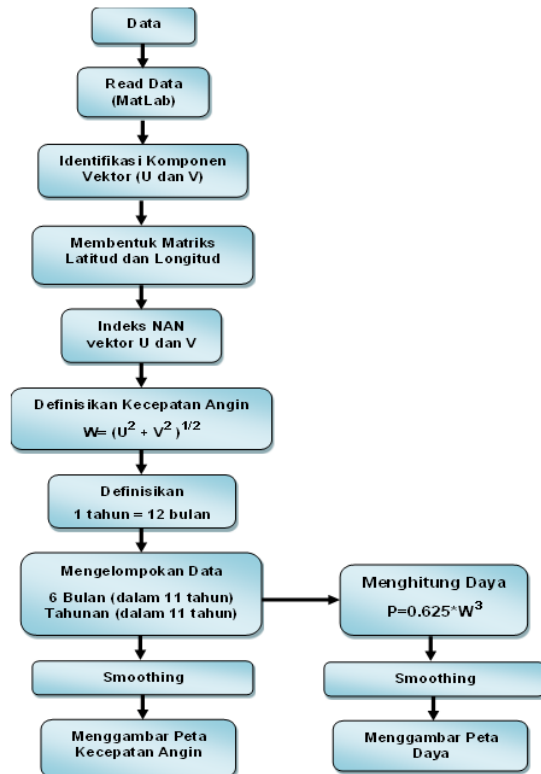 Data
Read Data
(MatLab)
Identifikasi Komponen
Vektor (U dan V)
Membentuk Matriks
Latitud dan Longitud
Indeks NAN
vektor U dan V
Definisikan Kecepatan Angin
W= (U² + V² )^1/2
Definisikan
1 tahun = 12 bulan
Mengelompokan Data
6 Bulan (dalam 11 tahun)
Tahunan (dalam 11 tahun)
Smoothing
Menggambar Peta
Kecepatan Angin
Menghitung Daya
P=0.625*W³
Smoothing
Menggambar Peta
Daya